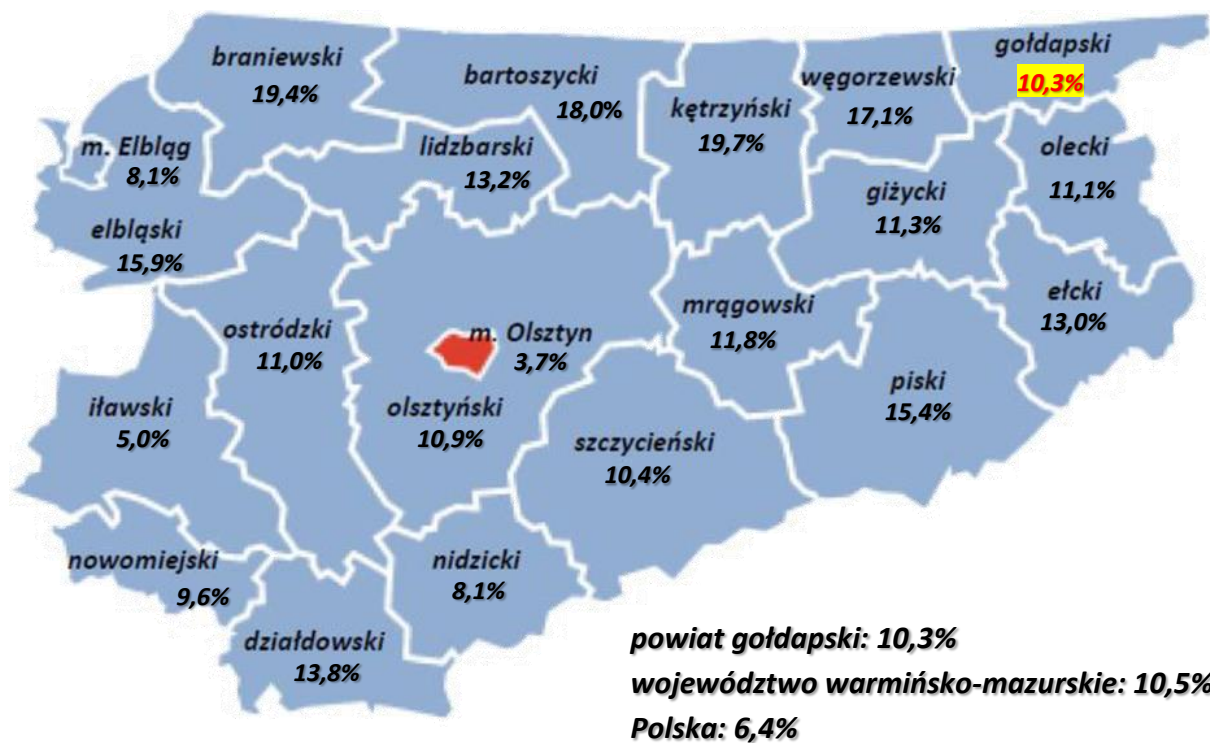 braniewski
19,4%
bartoszycki
18,0%
kętrzyński
19,7%
węgorzewski
17,1%
gołdapski
10,3%
m. Elbląg
8,1%
lidzbarski
13,2%
olecki
11,1%
giżycki
11,3%
elbląski
15,9%
ostródzki
11,0%
m. Olsztyn
3,7%
mrągowski
11,8%
ełcki
13,0%
iławski
5,0%
olsztyński
10,9%
szczycieński
10,4%
piski
15,4%
nowomiejski
9,6%
nidzicki
8,1%
działdowski
13,8%
powiat gołdapski: 10,3%
województwo warmińsko-mazurskie: 10,5%
Polska: 6,4%